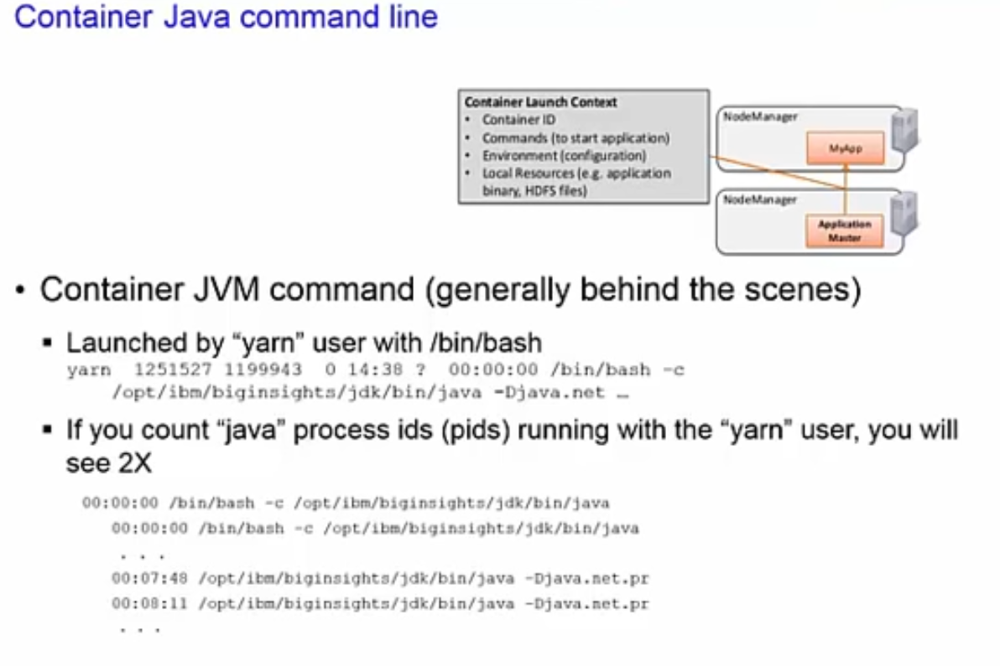 Container Java command line
Container Launch Context
• Container ID
• Commands (to start application)
• Environment (configuration)
• Local Resources (e.g. application
binary, HDFS files)
NodeManager
MyApp
NodeManager
Application
Master
• Container JVM command (generally behind the scenes)
▪ Launched by “yarn” user with /bin/bash
yarn 1251527 1199943 0 14:38 ? 00:00:00 /bin/bash -c
/opt/ibm/biginsights/jdk/bin/java -Djava.net …
▪ If you count “java” process ids (pids) running with the “yarn” user, you will
see 2X
00:00:00 /bin/bash -c /opt/ibm/biginsights/jdk/bin/java
00:00:00 /bin/bash -c /opt/ibm/biginsights/jdk/bin/java
. . .
00:07:48 /opt/ibm/biginsights/jdk/bin/java -Djava.net.pr
00:08:11 /opt/ibm/biginsights/jdk/bin/java -Djava.net.pr
. . .